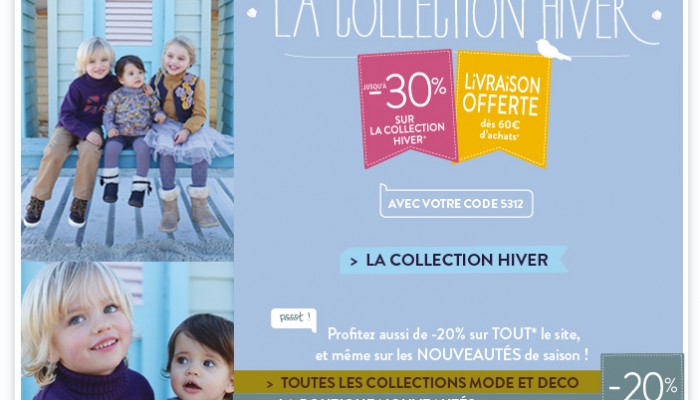 LA COLLECTION HIVER
JUSQU'À
-30%
SUR
LA COLLECTION
HIVER*
LiVRAiSON
OFFERTE
dès 60€
d'achats*
AVEC VOTRE CODE 5312
> LA COLLECTION HIVER
pssst !
Profitez aussi de -20% sur TOUT* le site,
et même sur les NOUVEAUTÉS de saison !
> TOUTES LES COLLECTIONS MODE ET DECO
-20%